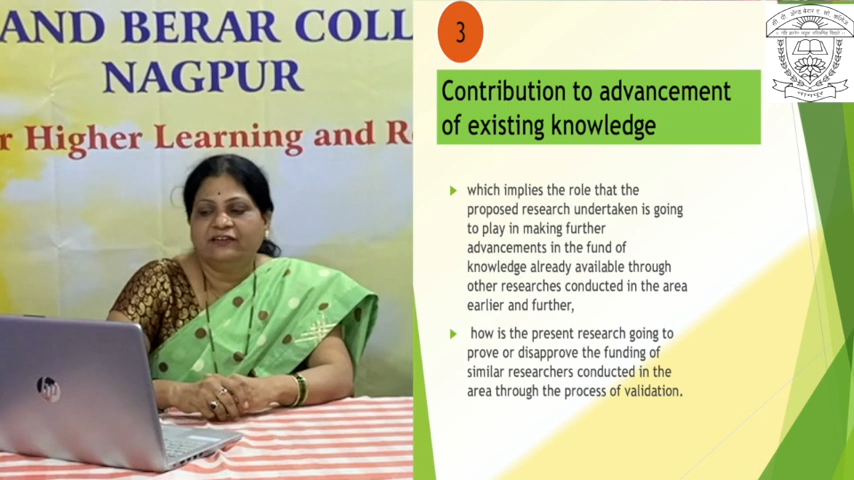 AND BERAR COLL
NAGPUR
r Higher Learning and R
hp
3
Contribution to advancement
of existing knowledge
which implies the role that the
proposed research undertaken is going
to play in making further
advancements in the fund of
knowledge already available through
other researches conducted in the area
earlier and further,
how is the present research going to
prove or disapprove the funding of
similar researchers conducted in the
area through the process of validation.
नागपुर